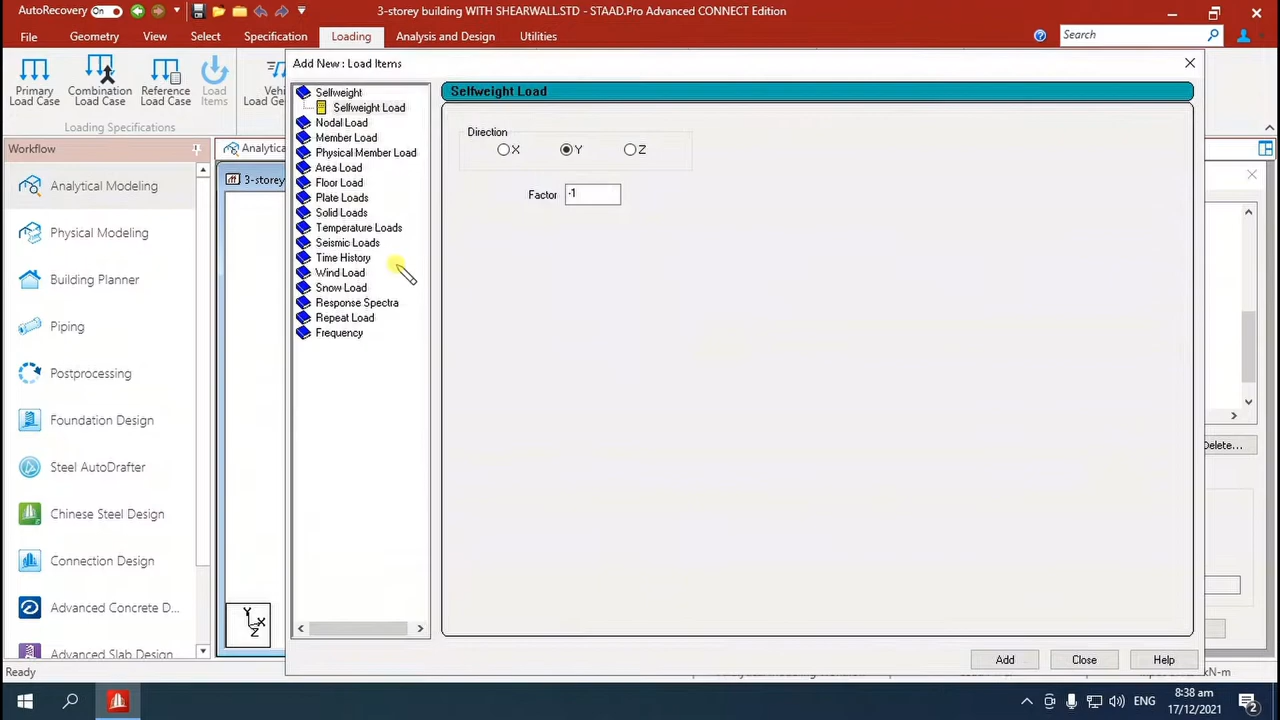 AutoRecovery On
3-storey building WITH SHEARWALL.STD - STAAD.Pro Advanced CONNECT Edition
File Geometry View Select Specification Loading Analysis and Design Utilities
Search
Primary Load Case
Combination Load Case
Reference Load Case
Load Items
Loading Specifications
Add New : Load Items
Workflow
Analytical Modeling
Physical Modeling
Building Planner
Piping
Postprocessing
Foundation Design
Steel AutoDrafter
Chinese Steel Design
Connection Design
Advanced Concrete D...
Advanced Slab Design
3-storey
Selfweight
Selfweight Load
Nodal Load
Member Load
Physical Member Load
Area Load
Floor Load
Plate Loads
Solid Loads
Temperature Loads
Seismic Loads
Time History
Wind Load
Snow Load
Response Spectra
Repeat Load
Frequency
Selfweight Load
Direction
X Y Z
Factor -1
Delete...
Y
X
Z
Add Close Help
Ready
kN-m
ENG
8:38 am
17/12/2021
2